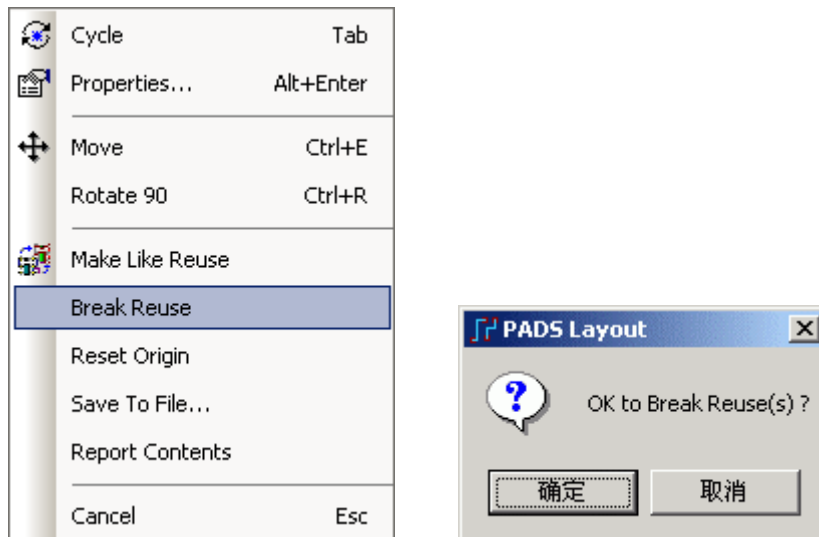 Cycle Tab
Properties... Alt+Enter
Move Ctrl+E
Rotate 90 Ctrl+R
Make Like Reuse
Break Reuse
Reset Origin
Save To File...
Report Contents
Cancel Esc
PADS Layout
OK to Break Reuse(s) ?
确定 取消